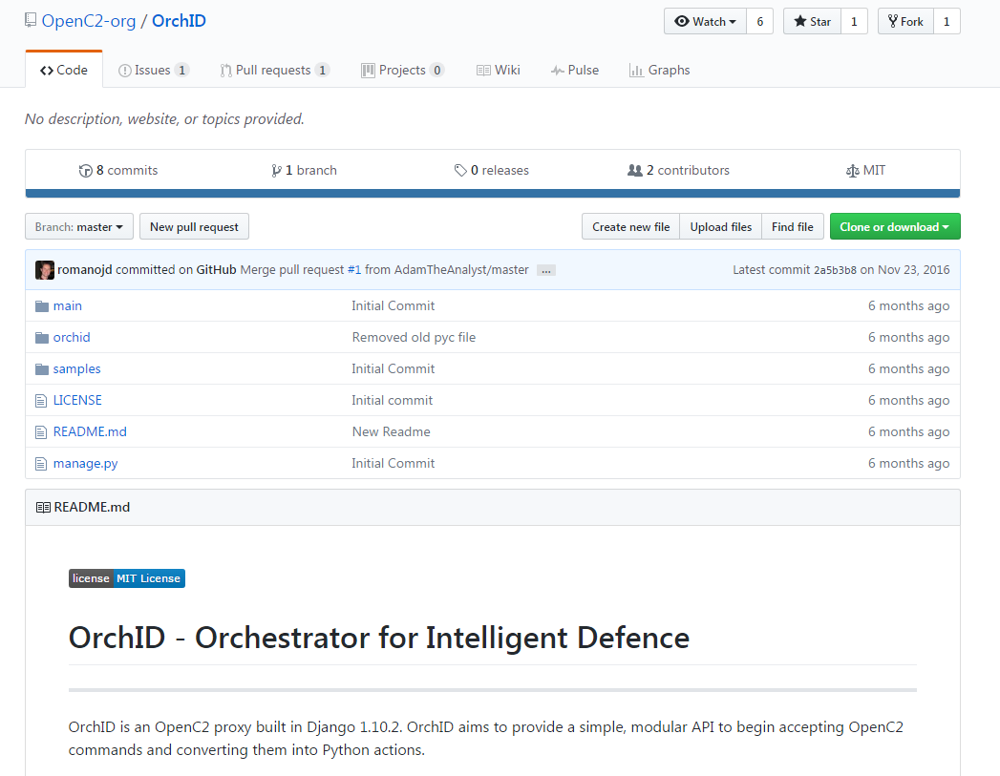 OpenC2-org / OrchID Watch 6 Star 1 Fork 1
Code Issues 1 Pull requests 1 Projects 0 Wiki Pulse Graphs
No description, website, or topics provided.
8 commits 1 branch 0 releases 2 contributors MIT
Branch: master New pull request Create new file Upload files Find file Clone or download
romanojd committed on GitHub Merge pull request #1 from AdamTheAnalyst/master ... Latest commit 2a5b3b8 on Nov 23, 2016
main Initial Commit 6 months ago
orchid Removed old pyc file 6 months ago
samples Initial Commit 6 months ago
LICENSE Initial commit 6 months ago
README.md New Readme 6 months ago
manage.py Initial Commit 6 months ago
README.md
license MIT License
OrchID - Orchestrator for Intelligent Defence
OrchID is an OpenC2 proxy built in Django 1.10.2. OrchID aims to provide a simple, modular API to begin accepting OpenC2
commands and converting them into Python actions.